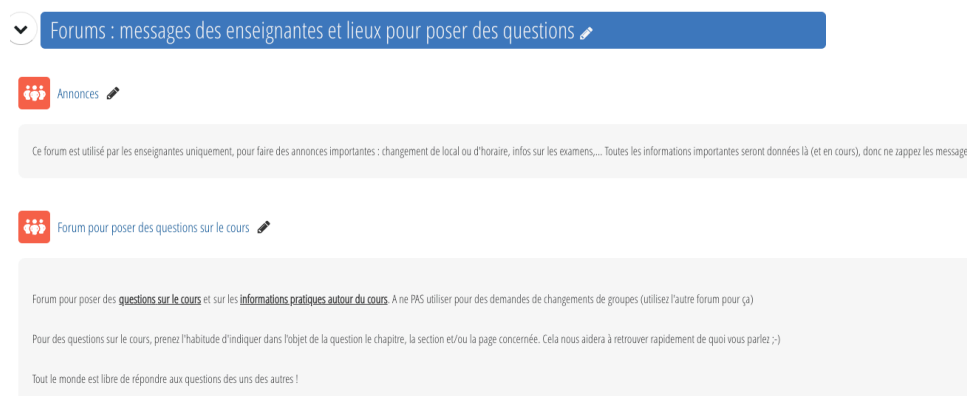 Forums : messages des enseignantes et lieux pour poser des questions
Annonces
Ce forum est utilisé par les enseignantes uniquement, pour faire des annonces importantes : changement de local ou d'horaire, infos sur les examens,... Toutes les informations importantes seront données là (et en cours), donc ne zappez les message
Forum pour poser des questions sur le cours
Forum pour poser des questions sur le cours et sur les informations pratiques autour du cours. A ne PAS utiliser pour des demandes de changements de groupes (utilisez l'autre forum pour ça)
Pour des questions sur le cours, prenez l'habitude d'indiquer dans l'objet de la question le chapitre, la section et/ou la page concernée. Cela nous aidera à retrouver rapidement de quoi vous parlez ;-)
Tout le monde est libre de répondre aux questions des uns des autres !